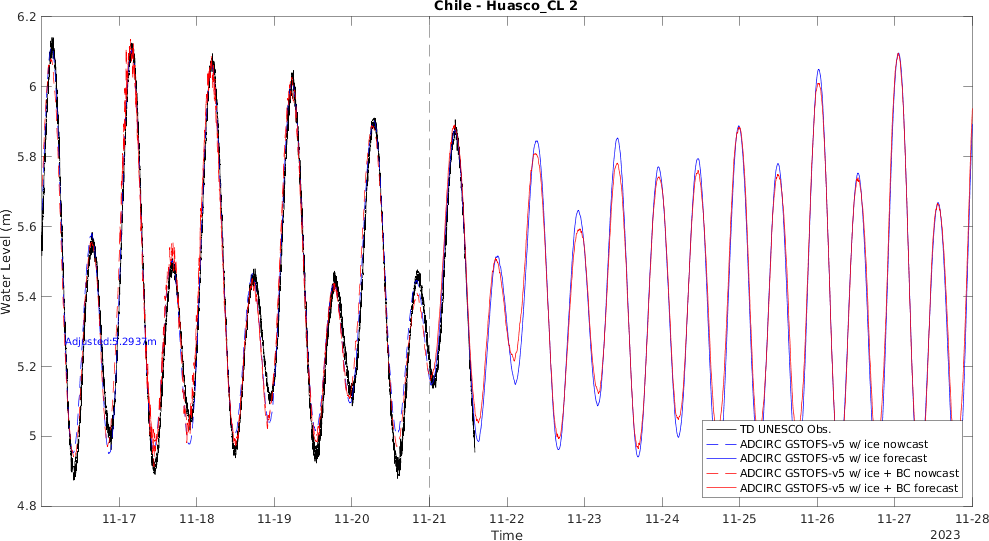 Chile - Huasco_CL 2
6.2
6
5.8
5.6
5.4
5.2
5
4.8
Water Level (m)
Adjusted:5.2937m
TD UNESCO Obs.
ADCIRC GSTOFS-v5 w/ ice nowcast
ADCIRC GSTOFS-v5 w/ ice forecast
ADCIRC GSTOFS-v5 w/ ice + BC nowcast
ADCIRC GSTOFS-v5 w/ ice + BC forecast
11-17 11-18 11-19 11-20 11-21 11-22 11-23 11-24 11-25 11-26 11-27 11-28
Time
2023